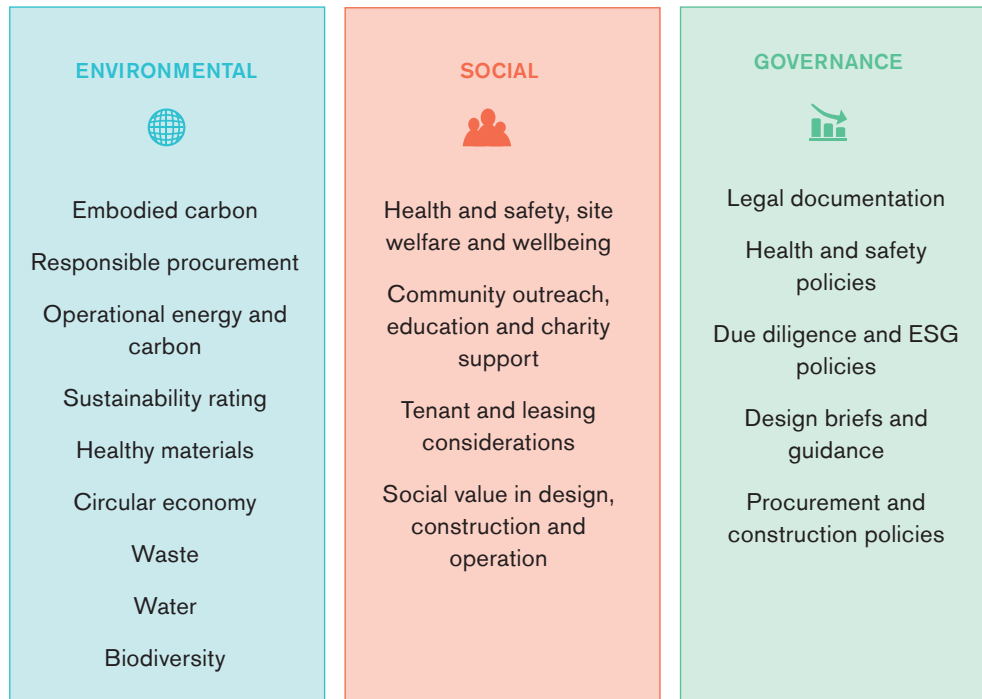 ENVIRONMENTAL
Embodied carbon
Responsible procurement
Operational energy and
carbon
Sustainability rating
Healthy materials
Circular economy
Waste
Water
Biodiversity
SOCIAL
Health and safety, site
welfare and wellbeing
Community outreach,
education and charity
support
Tenant and leasing
considerations
Social value in design,
construction and
operation
GOVERNANCE
Legal documentation
Health and safety
policies
Due diligence and ESG
policies
Design briefs and
guidance
Procurement and
construction policies